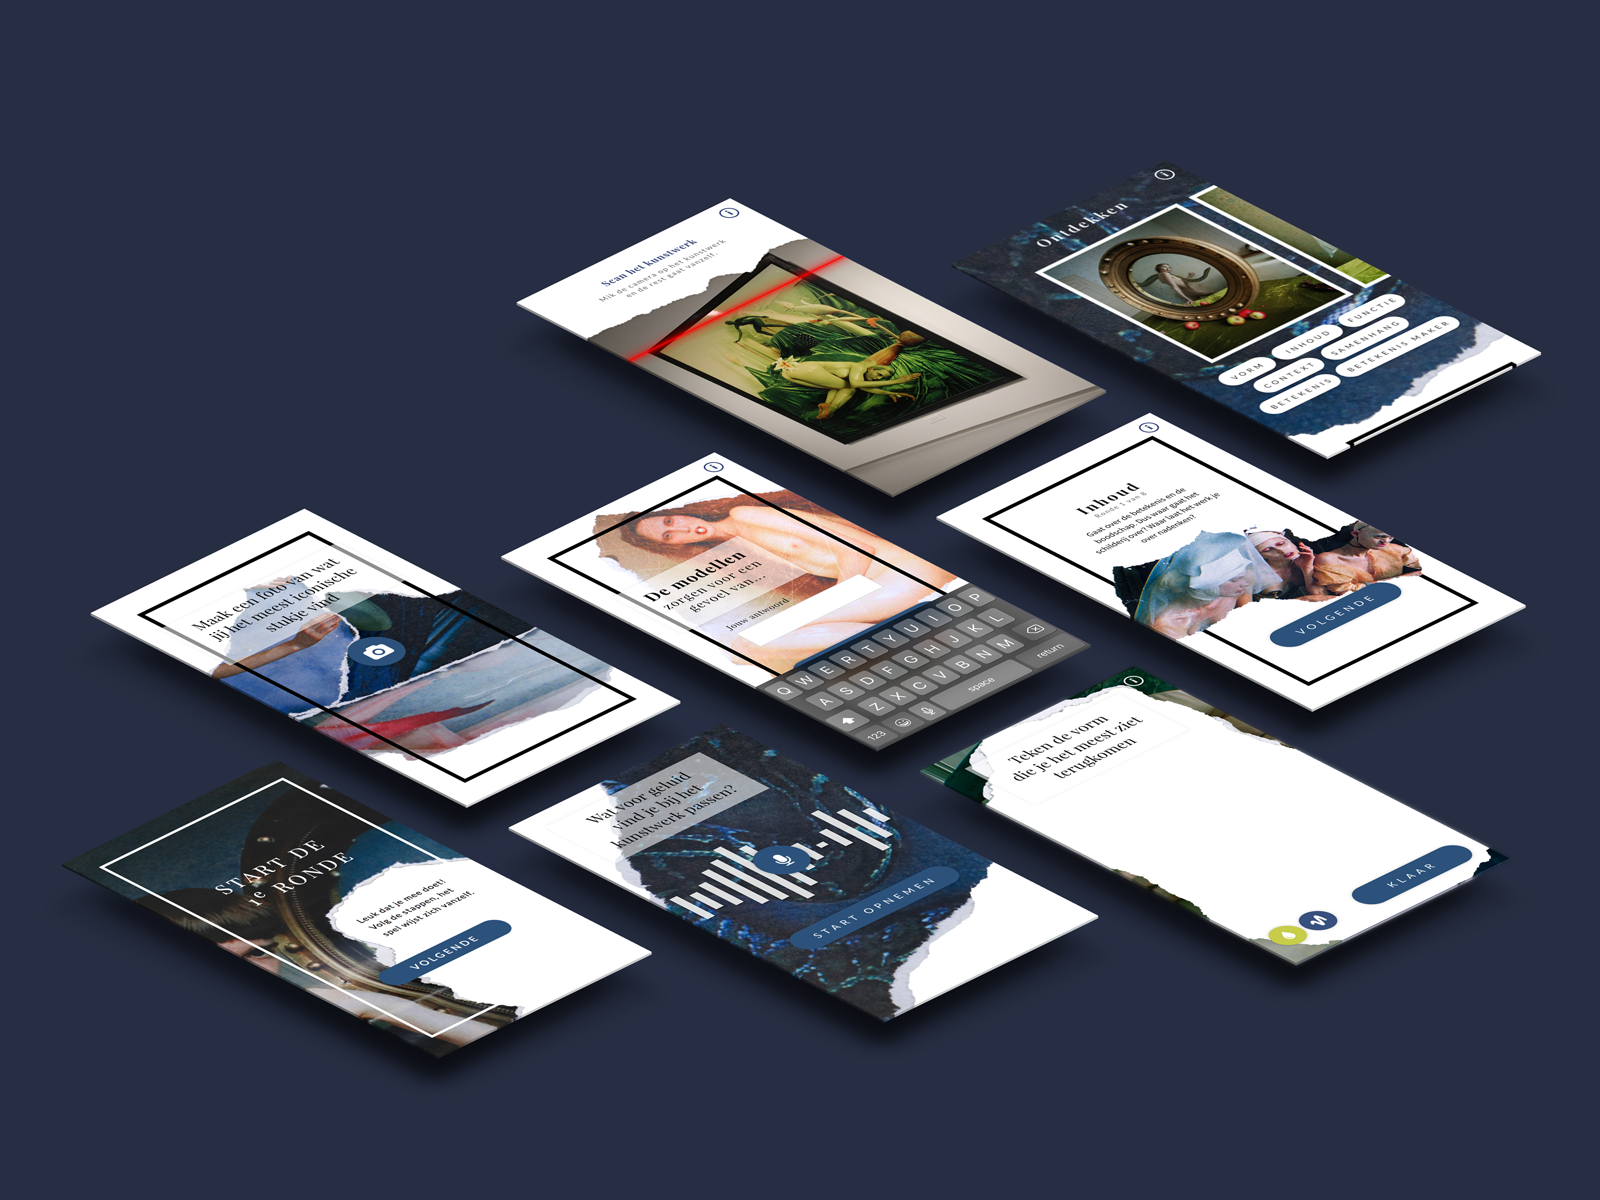 Scan het kunstwerk
Mik de camera op het kunstwerk
en de rest gaat vanzelf.
Ontdekken
VORM
INHOUD
FUNCTIE
CONTEXT
SAMENHANG
BETEKENIS
BETEKENIS MAKER
Maak een foto van wat
jij het meest iconische
stukje vind
De modellen
zorgen voor een
gevoel van...
Jouw antwoord
Q W E R T Y U I O P
A S D F G H J K L
Z X C V B N M
123
space
return
Inhoud
Ronde 1 van 8
Gaat over de betekenis en de
boodschap. Dus waar gaat het
schilderij over? Waar laat het werk je
over nadenken?
VOLGENDE
START DE
1e RONDE
Leuk dat je mee doet!
Volg de stappen, het
spel wijst zich vanzelf.
VOLGENDE
Wat voor geluid
vind je bij het
kunstwerk passen?
START OPNEMEN
Teken de vorm
die je het meest ziet
terugkomen
KLAAR